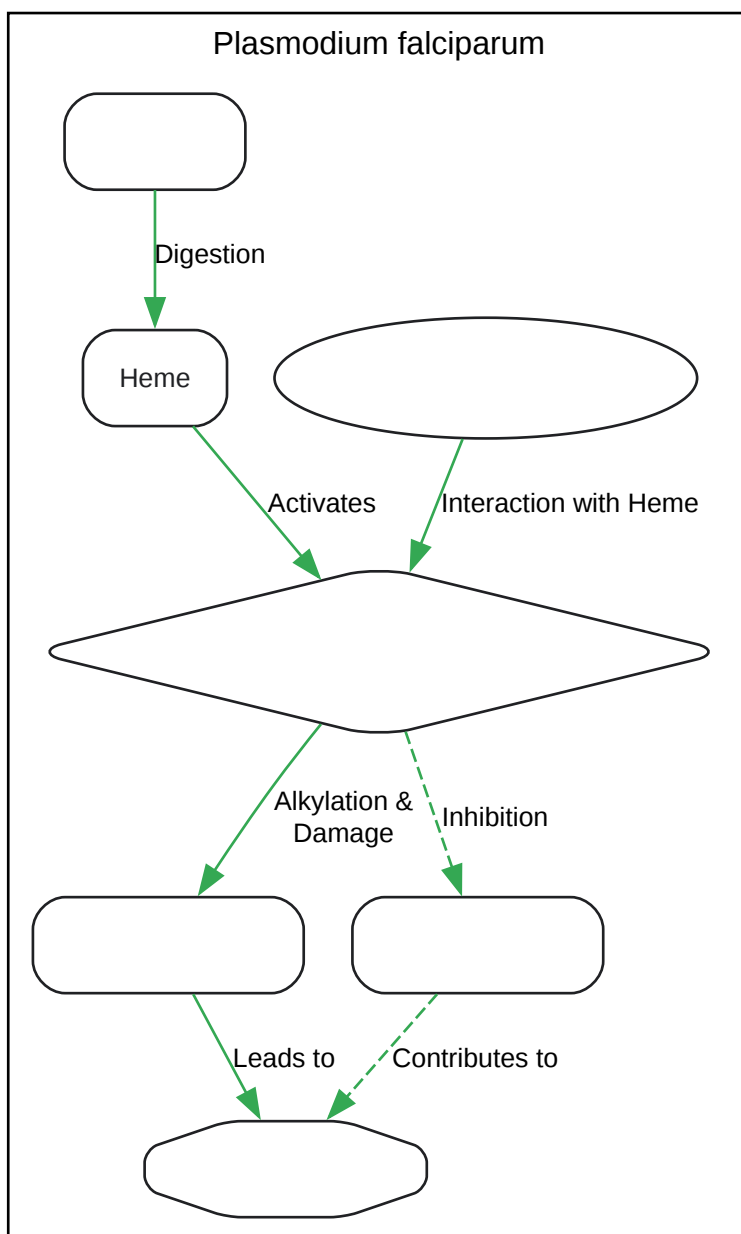 Plasmodium falciparum
Digestion
Heme
Activates
Interaction with Heme
Alkylation &
Damage
Inhibition
Leads to
Contributes to